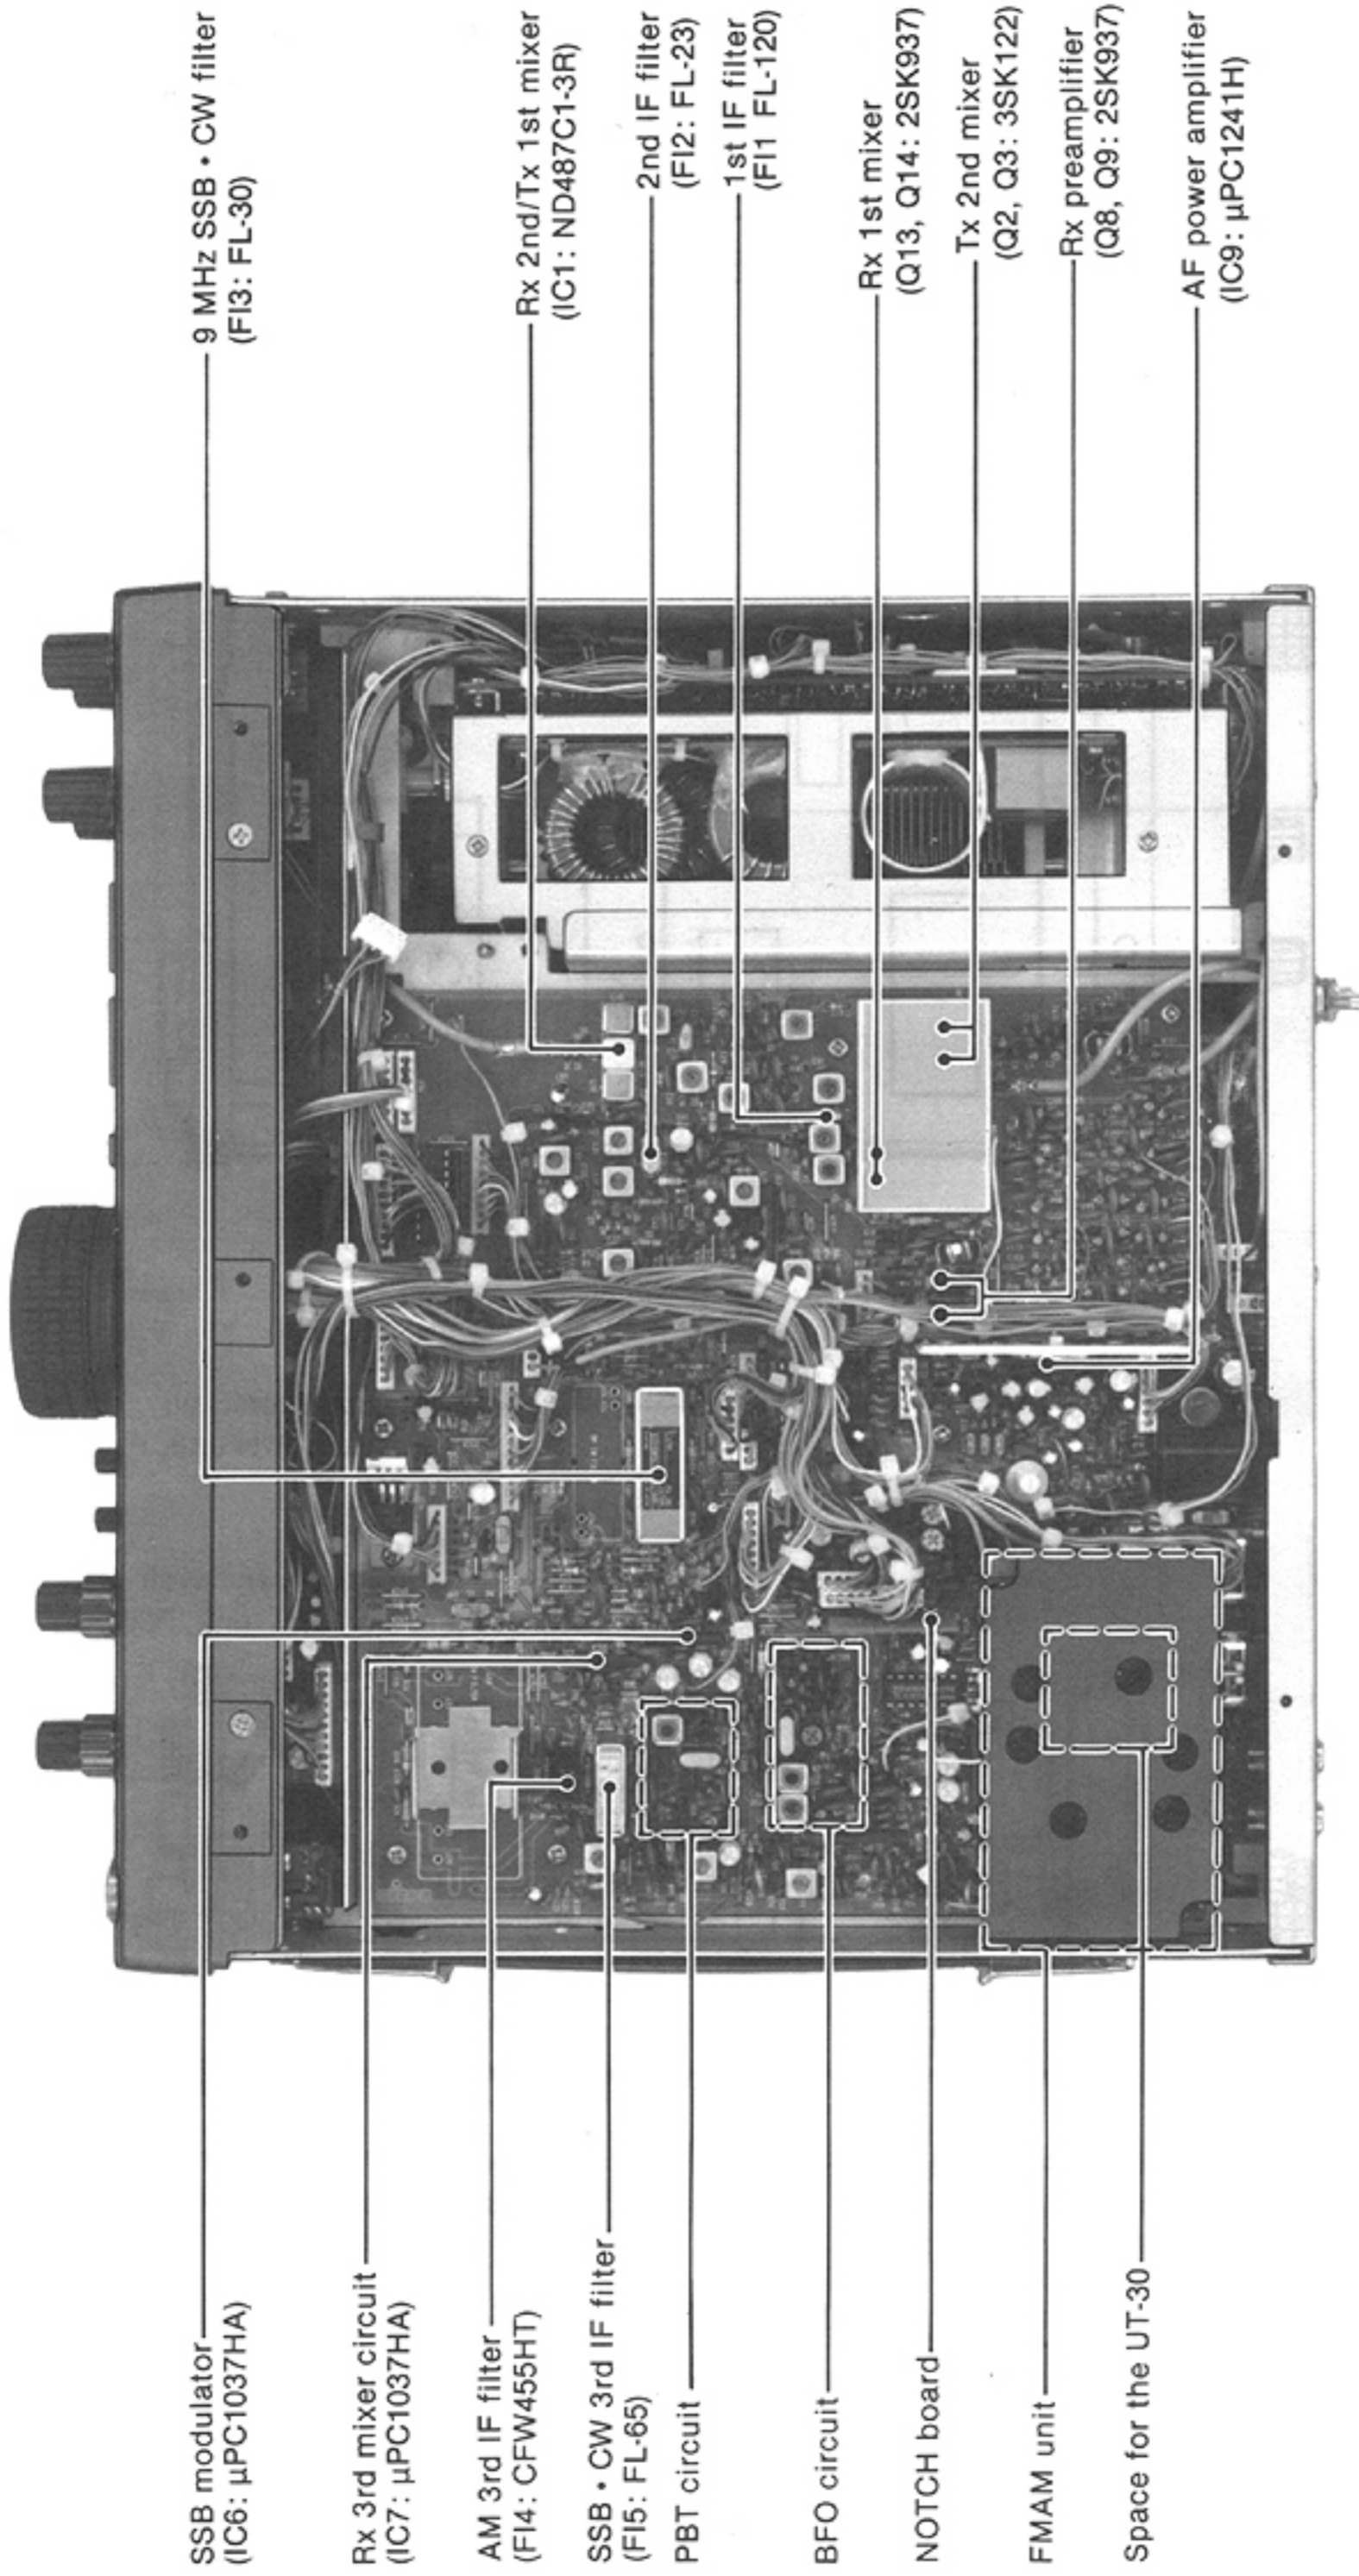 SSB modulator
(IC6: µPC1037HA)
Rx 3rd mixer circuit
(IC7: µPC1037HA)
AM 3rd IF filter
(FI4: CFW455HT)
SSB • CW 3rd IF filter
(FI5: FL-65)
PBT circuit
BFO circuit
NOTCH board
FMAM unit
Space for the UT-30
9 MHz SSB • CW filter
(FI3: FL-30)
Rx 2nd/Tx 1st mixer
(IC1: ND487C1-3R)
2nd IF filter
(FI2: FL-23)
1st IF filter
(FI1 FL-120)
Rx 1st mixer
(Q13, Q14: 2SK937)
Tx 2nd mixer
(Q2, Q3: 3SK122)
Rx preamplifier
(Q8, Q9: 2SK937)
AF power amplifier
(IC9: µPC1241H)